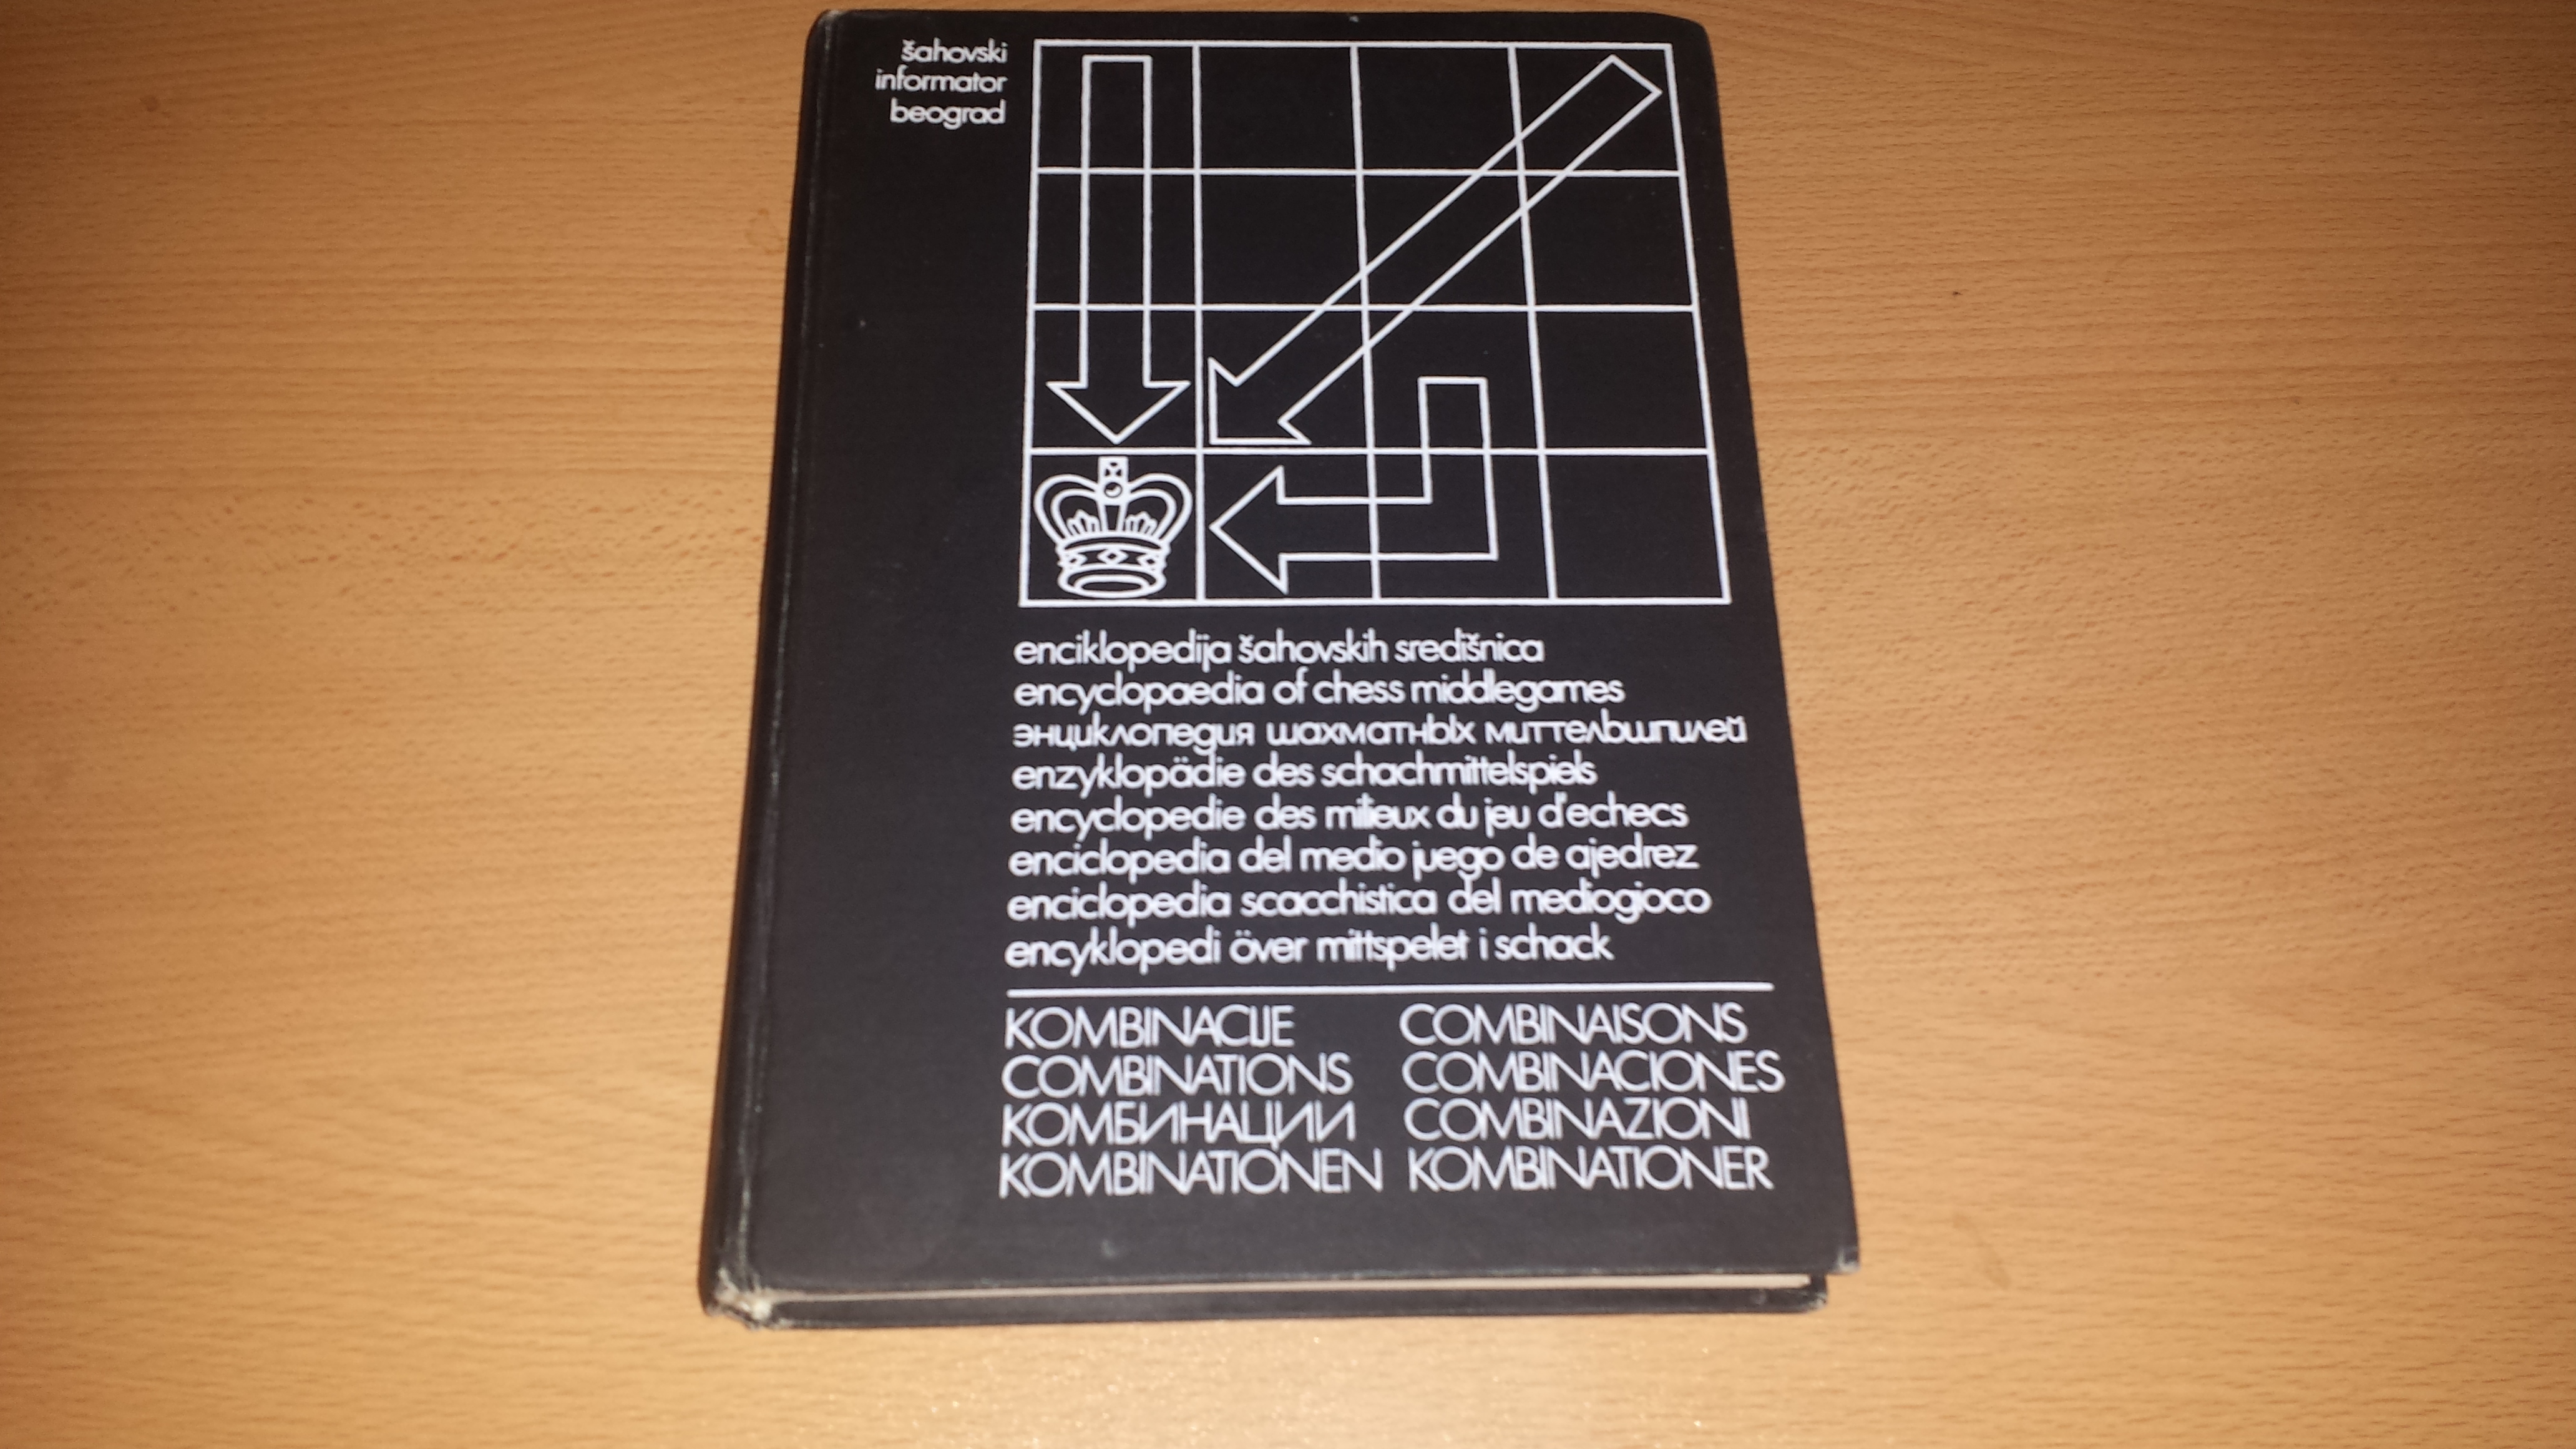 šahovski
informator
beograd
enciklopedija šahovskih središnica
encyclopaedia of chess middlegames
энциклопедия шахматных миттельшпилей
enzyklopädie des schachmittelspiels
encyclopedie des milieux du jeu d'echecs
enciclopedia del medio juego de ajedrez
enciclopedia scacchistica del mediogioco
encyklopedi över mittspelet i schack
KOMBINACIJE COMBINAISONS
COMBINATIONS COMBINACIONES
КОМБИНАЦИИ COMBINAZIONI
KOMBINATIONEN KOMBINATIONER